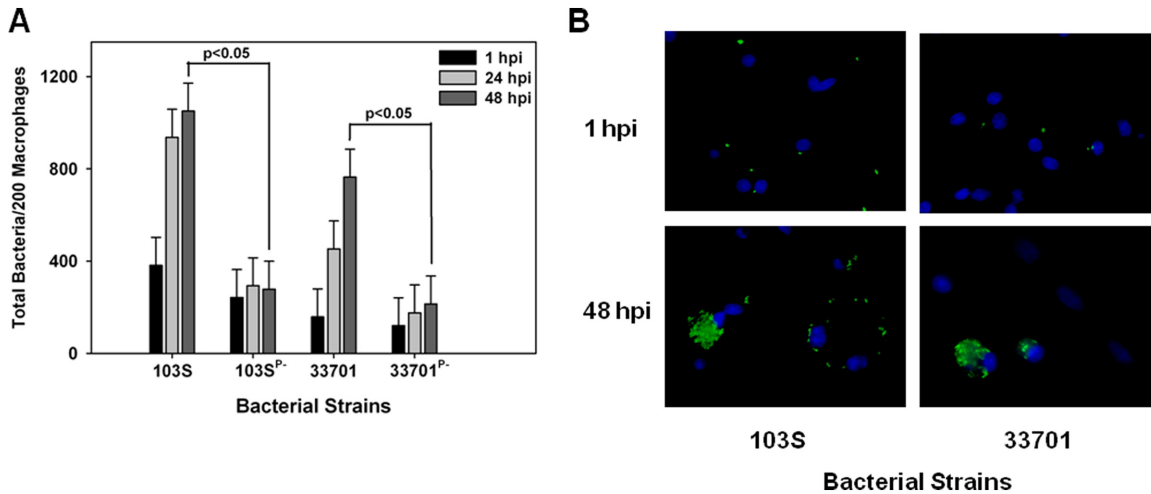 A
Total Bacteria/200 Macrophages
1200
800
400
0
p<0.05
p<0.05
1 hpi
24 hpi
48 hpi
103S
103S^P-
33701
33701^P-
Bacterial Strains
B
1 hpi
48 hpi
103S
33701
Bacterial Strains